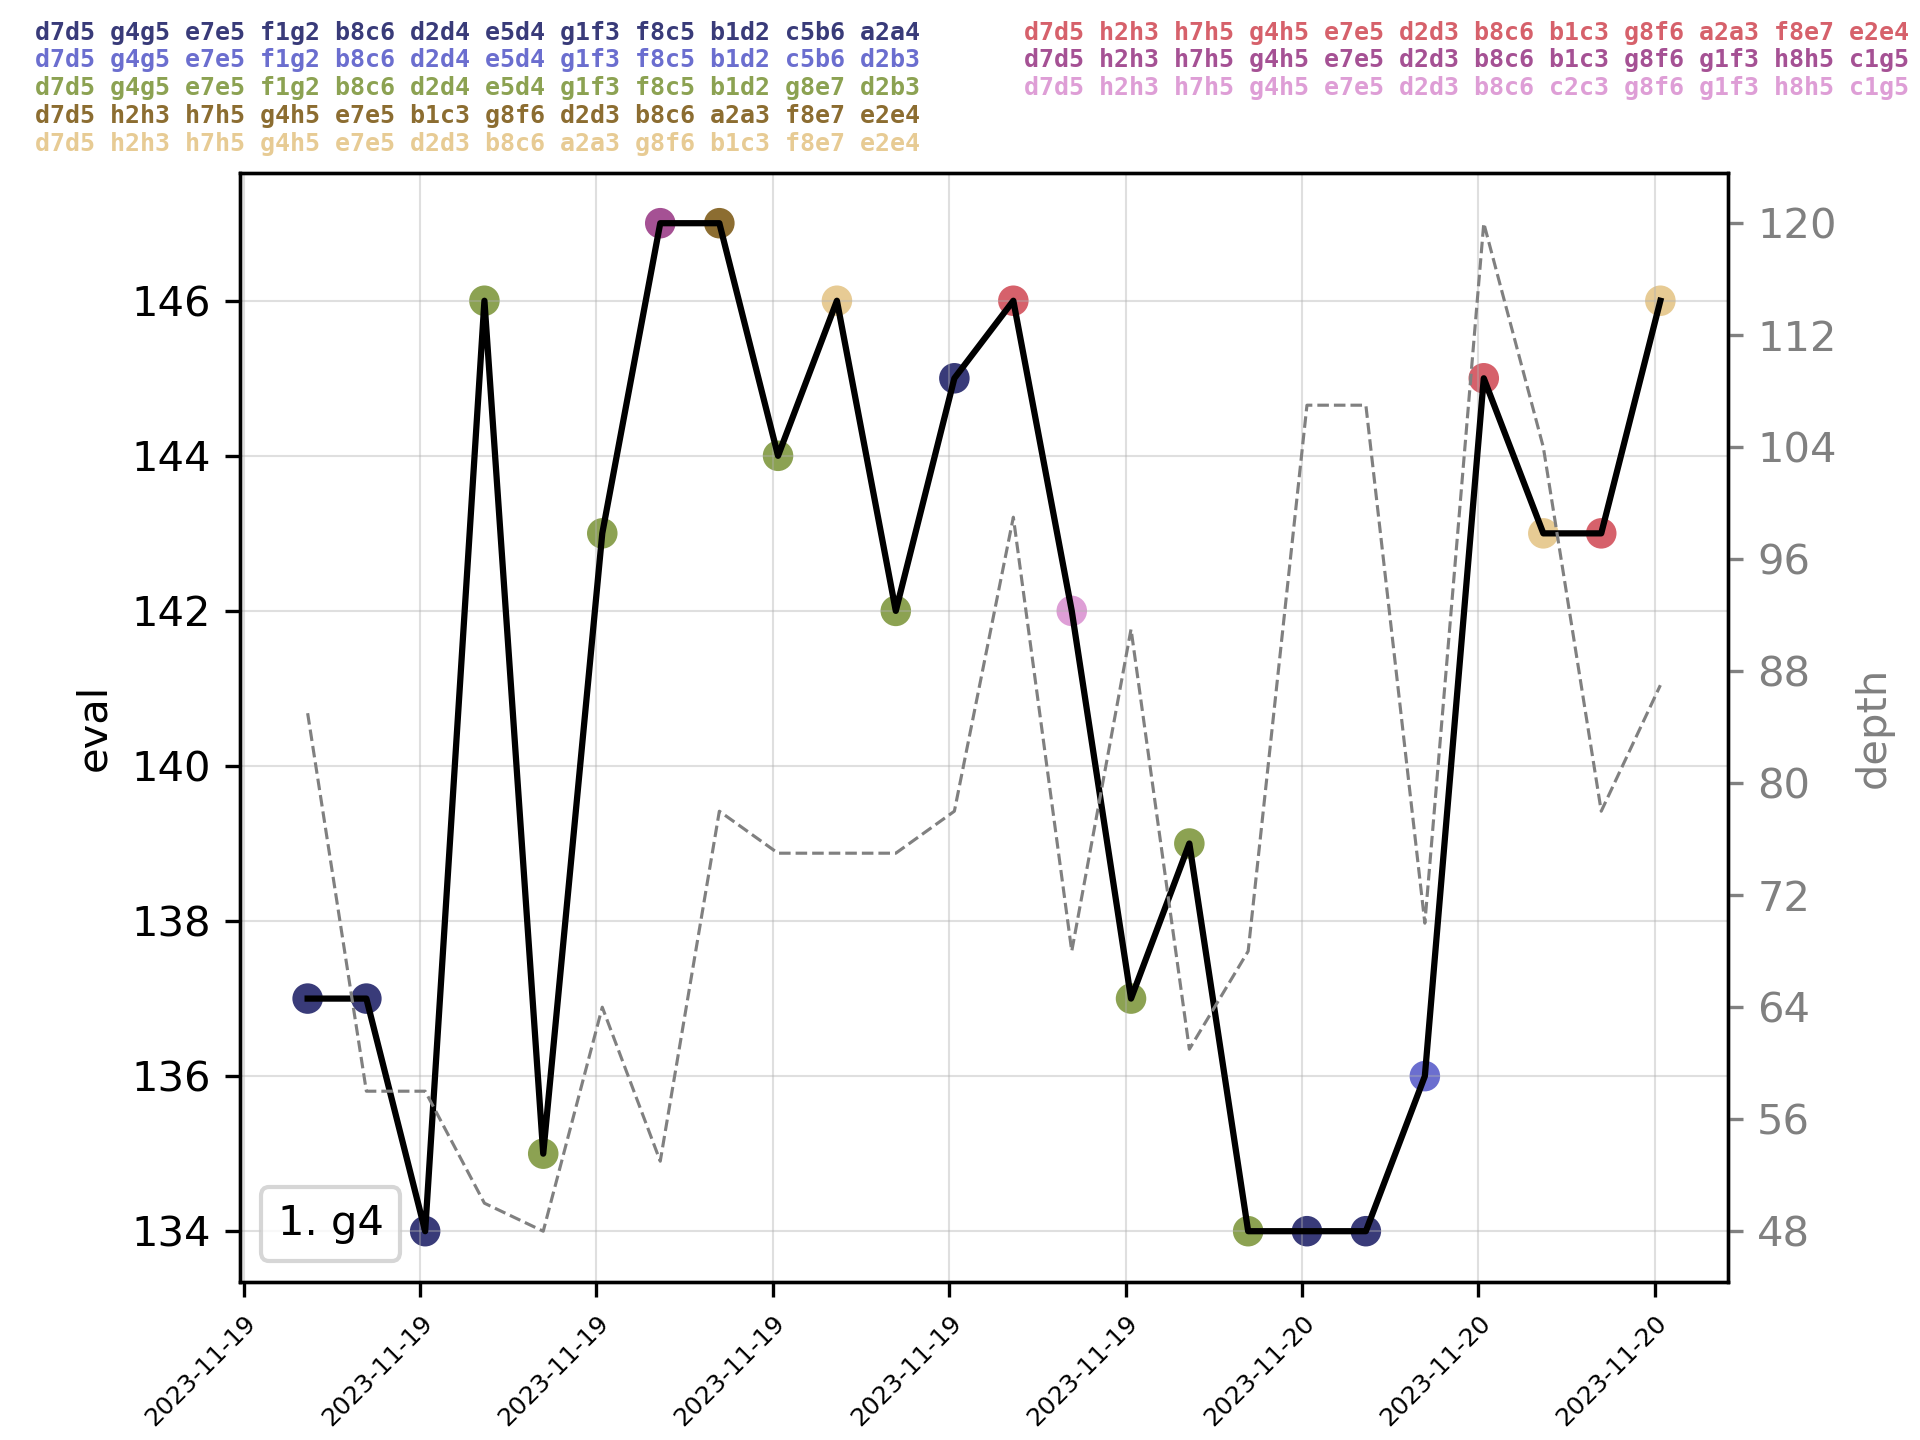 d7d5 g4g5 e7e5 f1g2 b8c6 d2d4 e5d4 g1f3 f8c5 b1d2 c5b6 a2a4
d7d5 g4g5 e7e5 f1g2 b8c6 d2d4 e5d4 g1f3 f8c5 b1d2 c5b6 d2b3
d7d5 g4g5 e7e5 f1g2 b8c6 d2d4 e5d4 g1f3 f8c5 b1d2 g8e7 d2b3
d7d5 h2h3 h7h5 g4h5 e7e5 b1c3 g8f6 d2d3 b8c6 a2a3 f8e7 e2e4
d7d5 h2h3 h7h5 g4h5 e7e5 d2d3 b8c6 a2a3 g8f6 b1c3 f8e7 e2e4
d7d5 h2h3 h7h5 g4h5 e7e5 d2d3 b8c6 b1c3 g8f6 a2a3 f8e7 e2e4
d7d5 h2h3 h7h5 g4h5 e7e5 d2d3 b8c6 b1c3 g8f6 g1f3 h8h5 c1g5
d7d5 h2h3 h7h5 g4h5 e7e5 d2d3 b8c6 c2c3 g8f6 g1f3 h8h5 c1g5
eval
146
144
142
140
138
136
134
1. g4
120
112
104
96
88
80
72
64
56
48
depth
2023-11-19
2023-11-19
2023-11-19
2023-11-19
2023-11-19
2023-11-19
2023-11-20
2023-11-20
2023-11-20